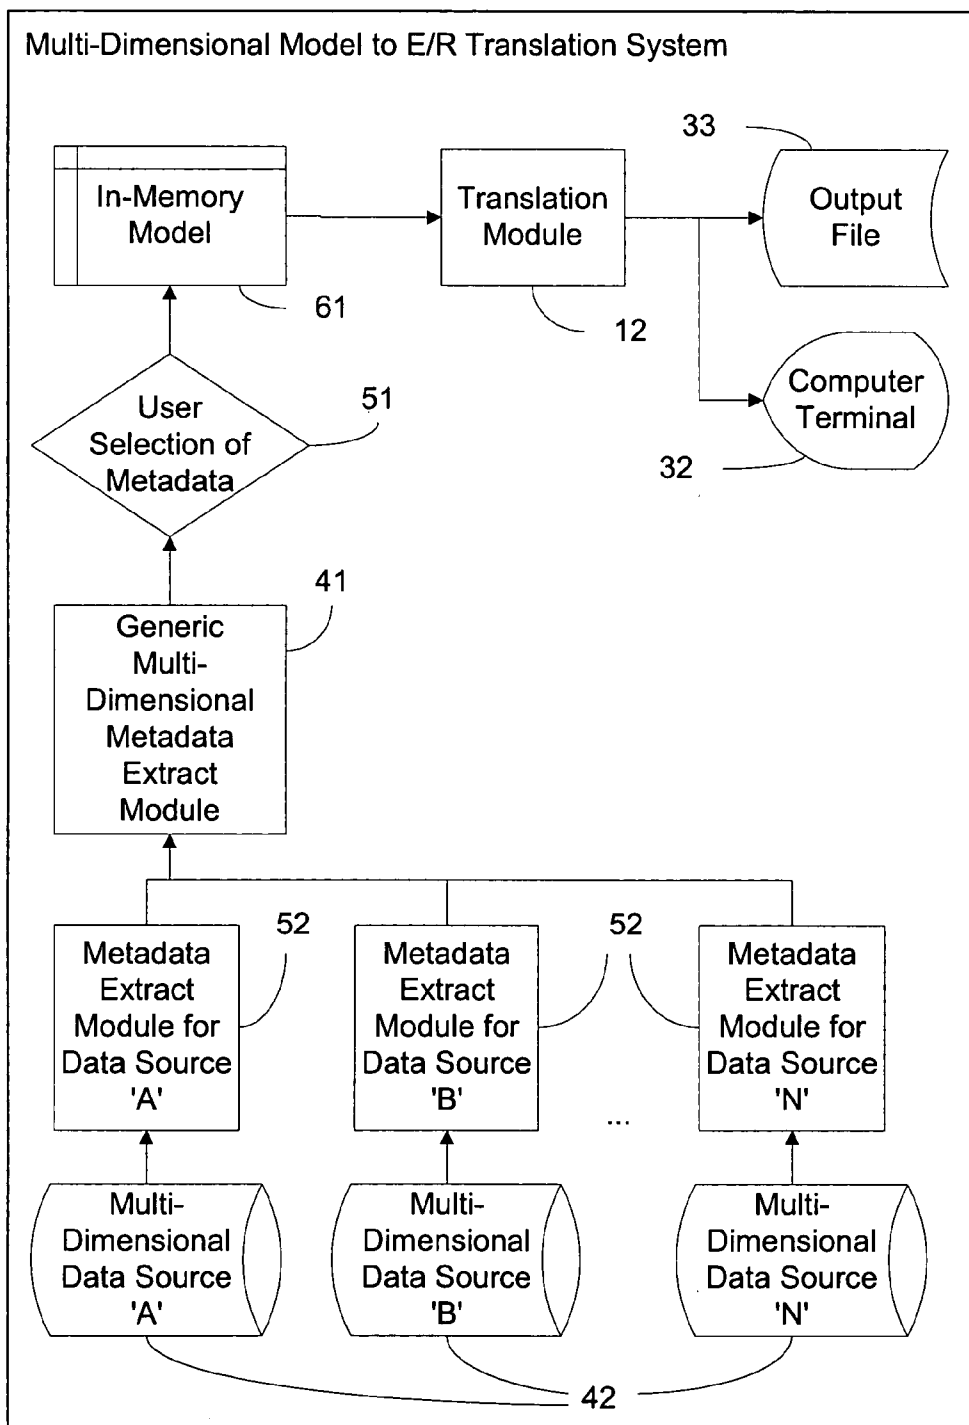 Multi-Dimensional Model to E/R Translation System
33
In-Memory
Model
Translation
Module
Output
File
61
12
Computer
Terminal
32
User
Selection of
Metadata
51
41
Generic
Multi-
Dimensional
Metadata
Extract
Module
52
52
Metadata
Extract
Module for
Data Source
'A'
Metadata
Extract
Module for
Data Source
'B'
...
Metadata
Extract
Module for
Data Source
'N'
Multi-
Dimensional
Data Source
'A'
Multi-
Dimensional
Data Source
'B'
Multi-
Dimensional
Data Source
'N'
42